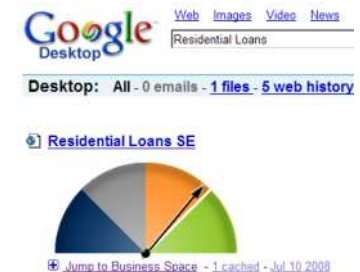 Google Web Images Video News
Desktop Residential Loans
Desktop: All - 0 emails - 1 files - 5 web history
Residential Loans SE
Jump to Business Space - 1 cached - Jul 10 2008